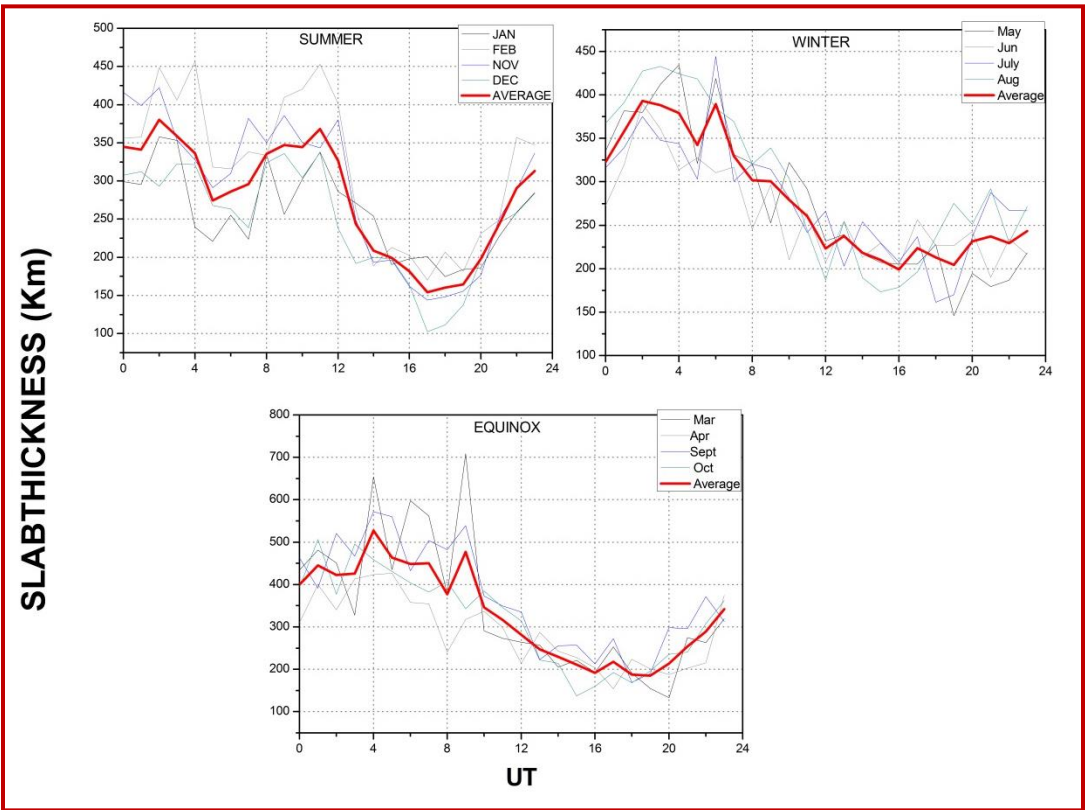 SLABTHICKNESS (Km)
SUMMER
JAN
FEB
NOV
DEC
AVERAGE
500
450
400
350
300
250
200
150
100
0 4 8 12 16 20 24
WINTER
May
Jun
July
Aug
Average
450
400
350
300
250
200
150
100
0 4 8 12 16 20 24
EQUINOX
Mar
Apr
Sept
Oct
Average
800
700
600
500
400
300
200
100
0 4 8 12 16 20 24
UT